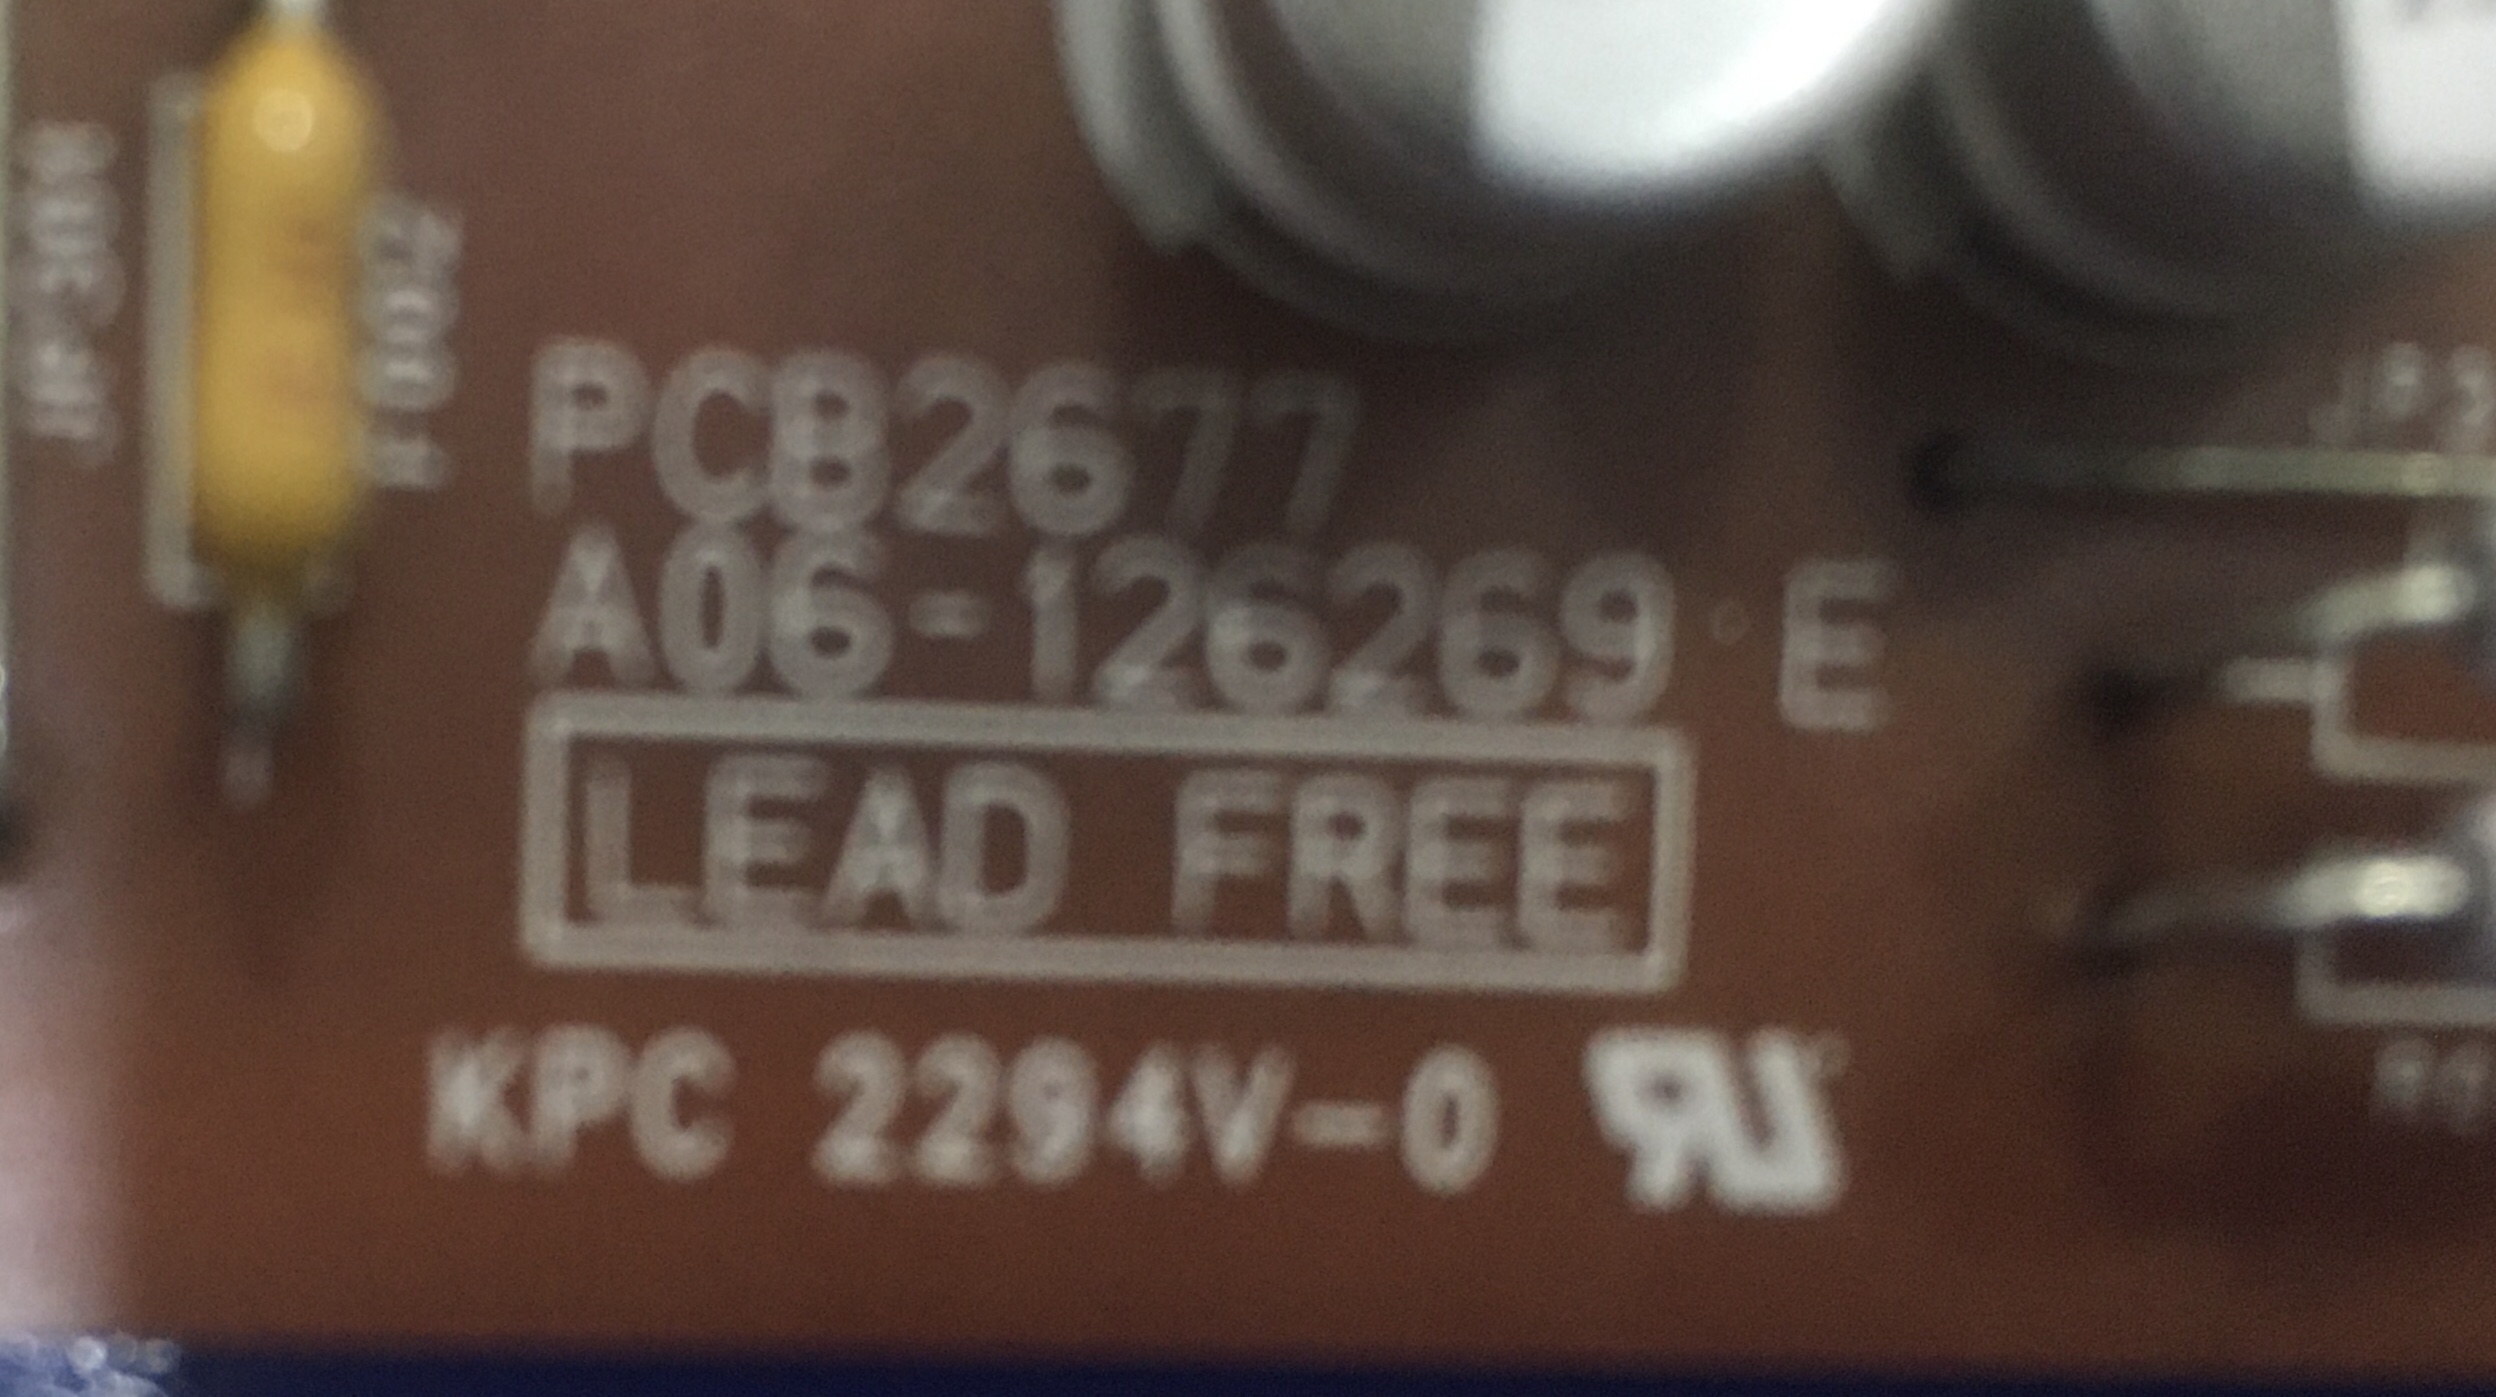 PCB2677
A06-126269 E
LEAD FREE
KPC 2294V-0